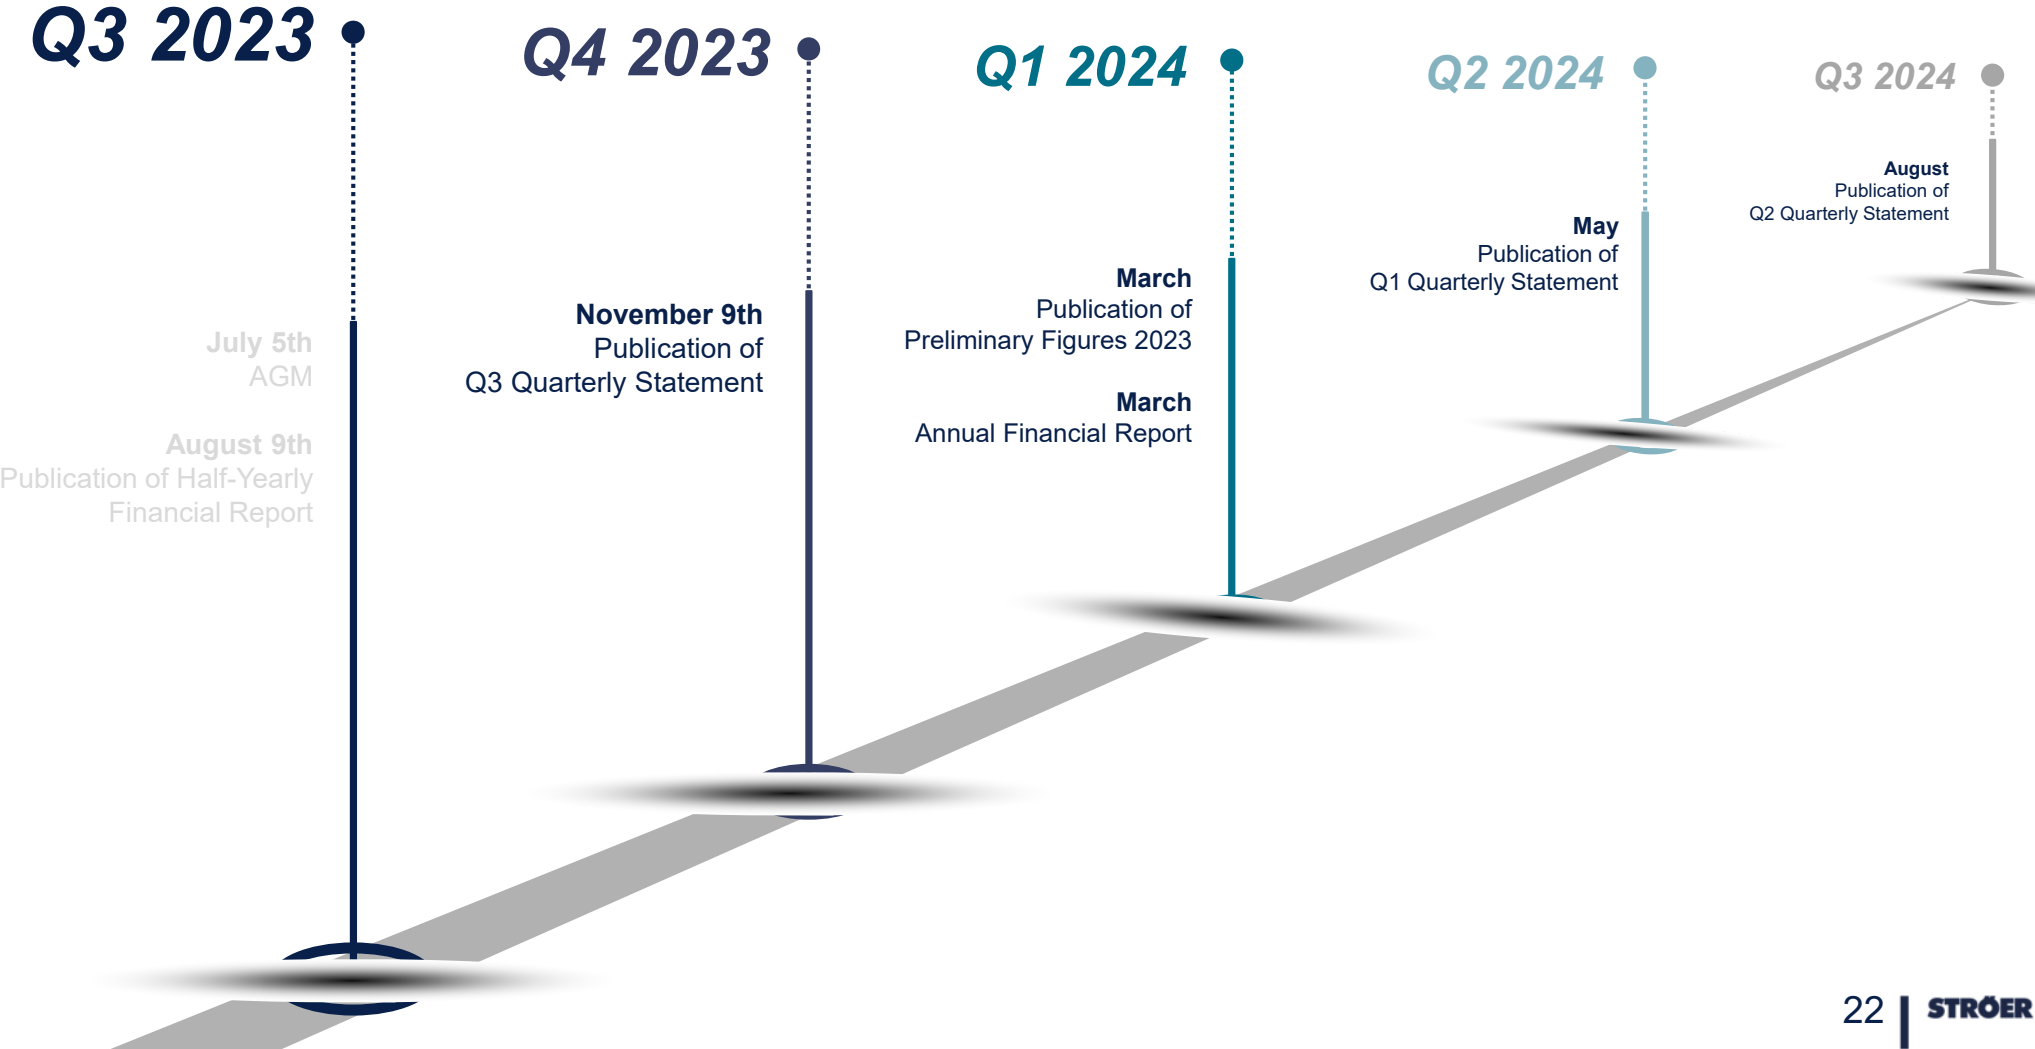 Q3 2023
July 5th
AGM
August 9th
Publication of Half-Yearly
Financial Report
Q4 2023
November 9th
Publication of
Q3 Quarterly Statement
Q1 2024
March
Publication of
Preliminary Figures 2023
March
Annual Financial Report
Q2 2024
May
Publication of
Q1 Quarterly Statement
Q3 2024
August
Publication of
Q2 Quarterly Statement
22
STRÖER